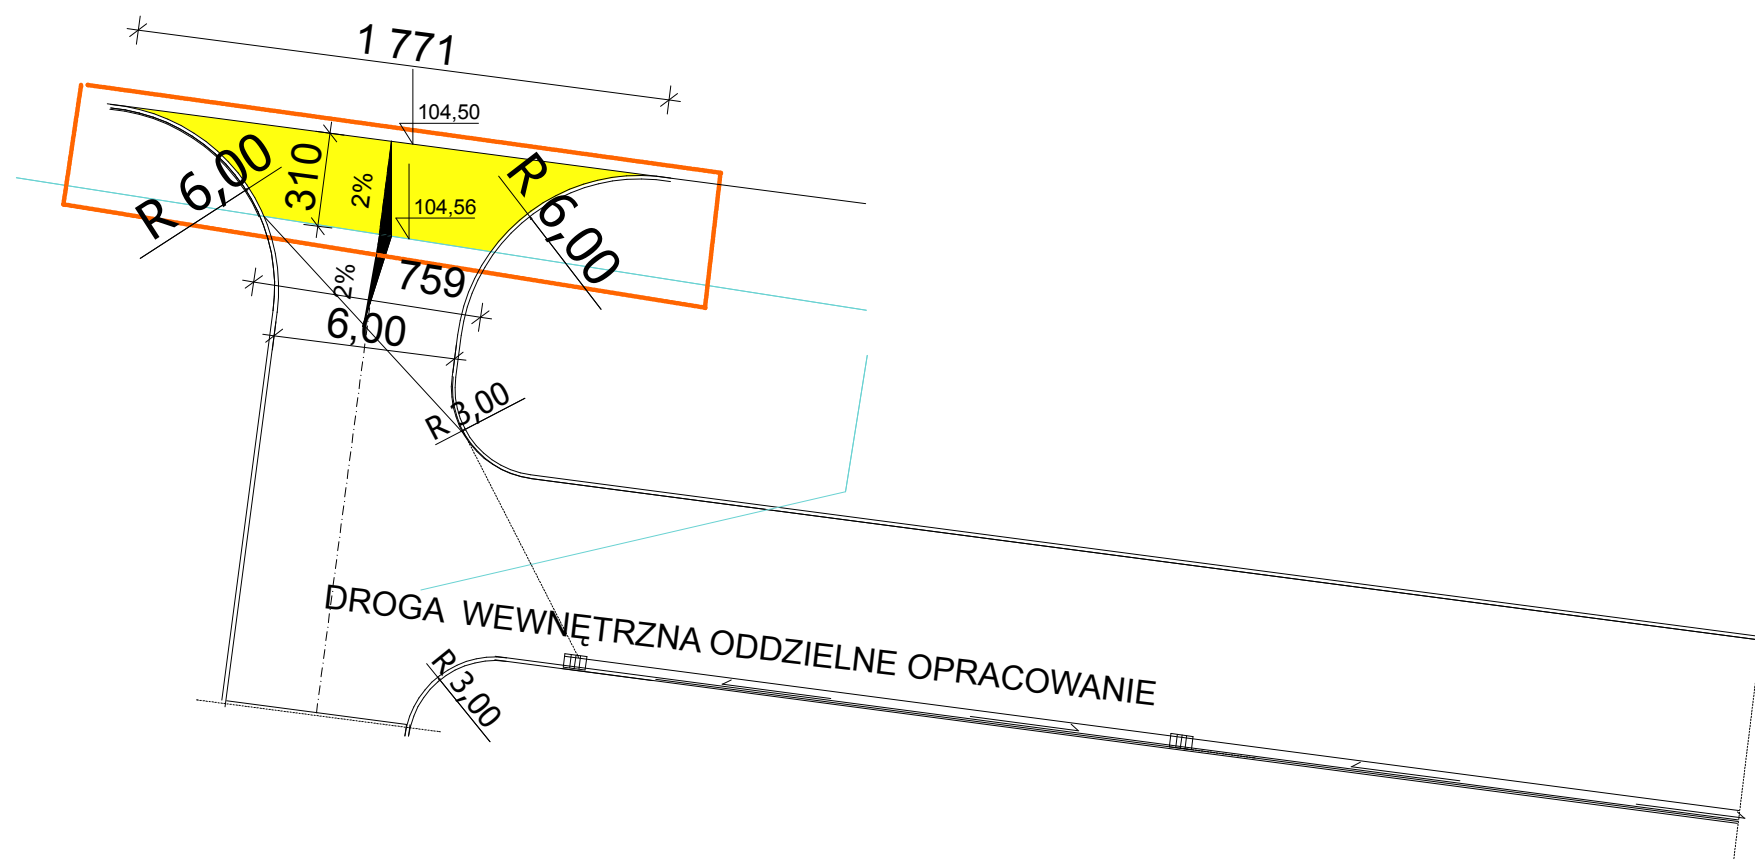 1 771
104,50
R 6,00
310
2%
R 6,00
104,56
2%
759
6,00
R 3,00
DROGA WEWNĘTRZNA ODDZIELNE OPRACOWANIE
R 3,00